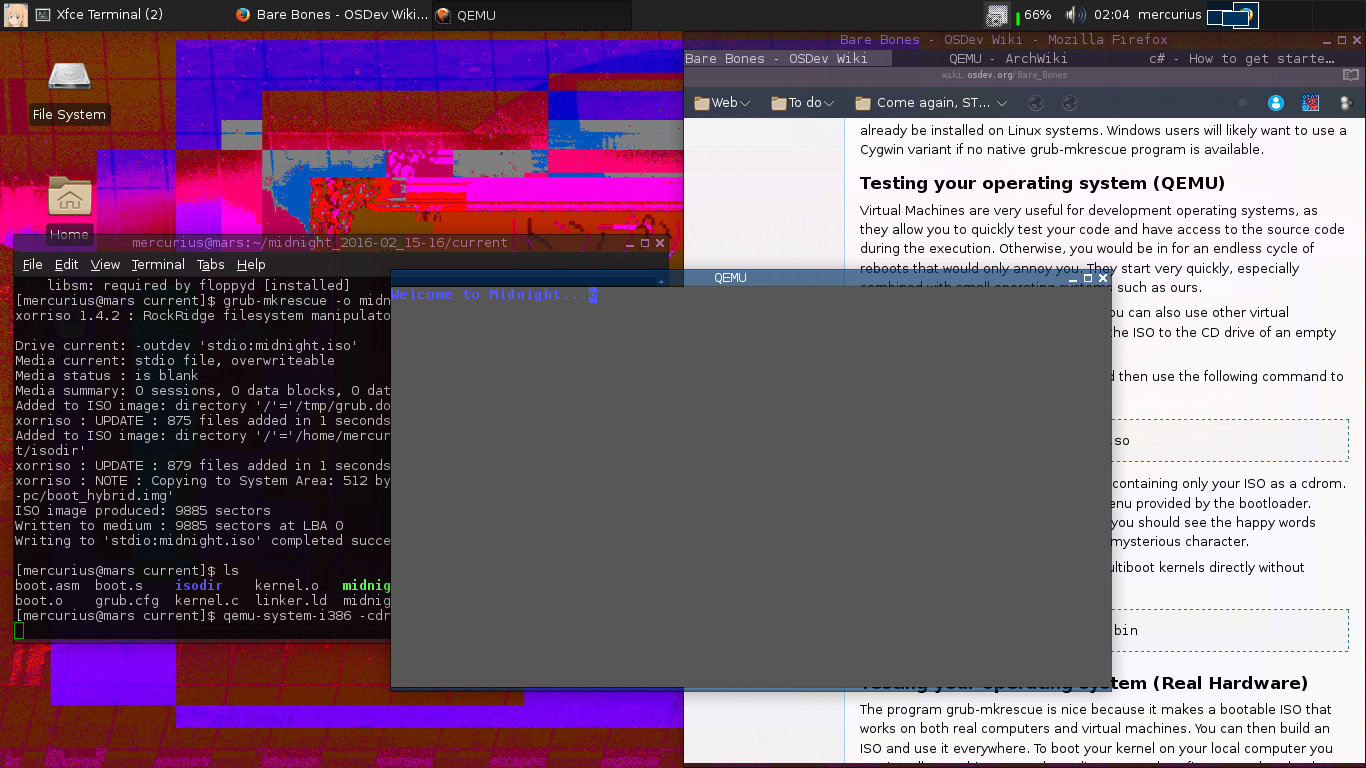 Xfce Terminal (2)
Bare Bones - OSDev Wiki...
QEMU
66%
02:04 mercurius
File System
Home
mercurius@mars:~/midnight_2016-02_15-16/current
File Edit View Terminal Tabs Help
libsm: required by floppyd [installed]
[mercurius@mars current]$ grub-mkrescue -o midn
xorriso 1.4.2 : RockRidge filesystem manipulato
Drive current: -outdev 'stdio:midnight.iso'
Media current: stdio file, overwriteable
Media status : is blank
Media summary: 0 sessions, 0 data blocks, 0 dat
Added to ISO image: directory '/'='/tmp/grub.do
xorriso : UPDATE : 875 files added in 1 seconds
Added to ISO image: directory '/'='/home/mercur
t/isodir'
xorriso : UPDATE : 879 files added in 1 seconds
xorriso : NOTE : Copying to System Area: 512 by
-pc/boot_hybrid.img'
ISO image produced: 9885 sectors
Written to medium : 9885 sectors at LBA 0
Writing to 'stdio:midnight.iso' completed succe
[mercurius@mars current]$ ls
boot.asm boot.s isodir kernel.o midnig
boot.o grub.cfg kernel.c linker.ld midnig
[mercurius@mars current]$ qemu-system-i386 -cdr
QEMU
Welcome to Midnight...
Bare Bones - OSDev Wiki - Mozilla Firefox
Bare Bones - OSDev Wiki
QEMU - ArchWiki
c# - How to get starte...
wiki.osdev.org/Bare_Bones
Web
To do
Come again, ST...
already be installed on Linux systems. Windows users will likely want to use a
Cygwin variant if no native grub-mkrescue program is available.
Testing your operating system (QEMU)
Virtual Machines are very useful for development operating systems, as
they allow you to quickly test your code and have access to the source code
during the execution. Otherwise, you would be in for an endless cycle of
reboots that would only annoy you. They start very quickly, especially
combined with small operating systems such as ours.
ou can also use other virtual
he ISO to the CD drive of an empty
d then use the following command to
so
containing only your ISO as a cdrom.
enu provided by the bootloader.
you should see the happy words
mysterious character.
ultiboot kernels directly without
bin
Testing your operating system (Real Hardware)
The program grub-mkrescue is nice because it makes a bootable ISO that
works on both real computers and virtual machines. You can then build an
ISO and use it everywhere. To boot your kernel on your local computer you